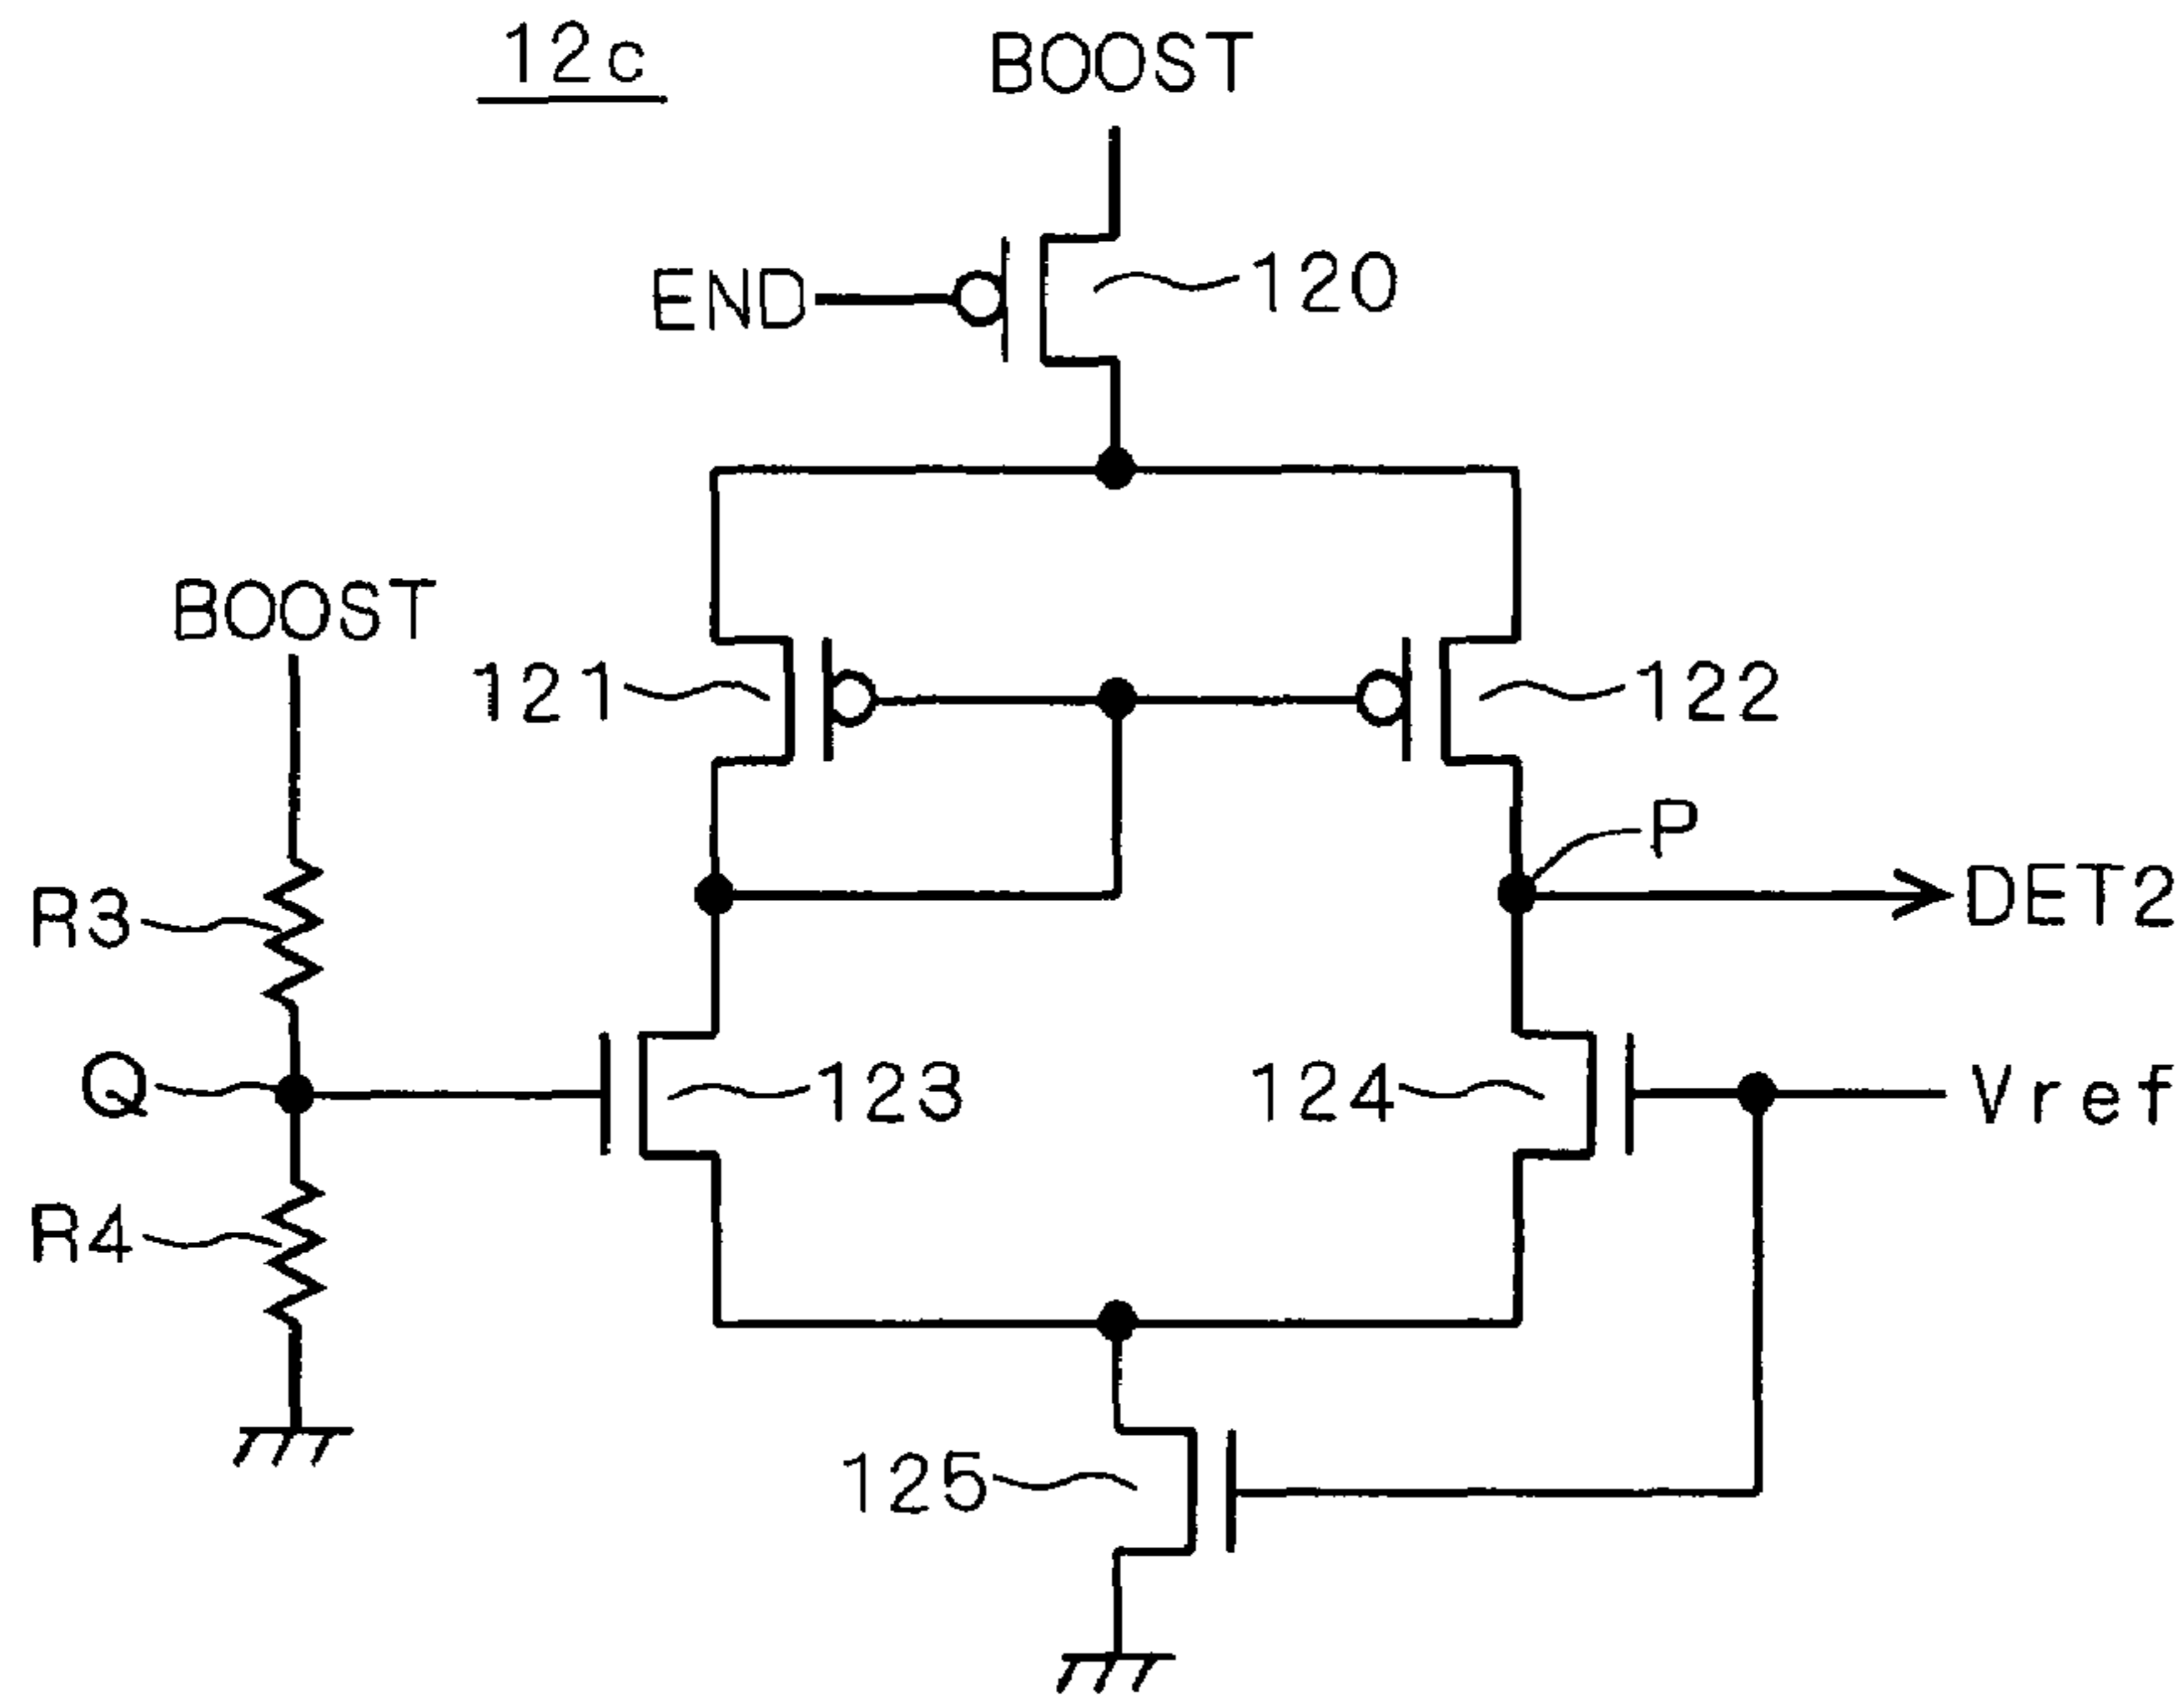 12c
BOOST
END
120
BOOST
121
122
P
R3
DET2
Q
123
124
Vref
R4
125